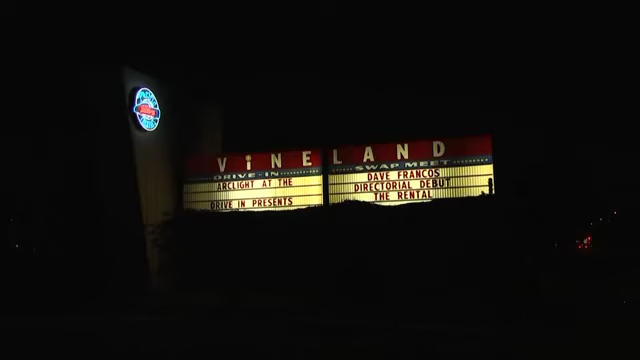 ViNELAND
DRIVE-IN
SWAP MEET
ARCLIGHT AT THE
DRIVE IN PRESENTS
DAVE FRANCOS
DIRECTORIAL DEBUT
THE RENTAL